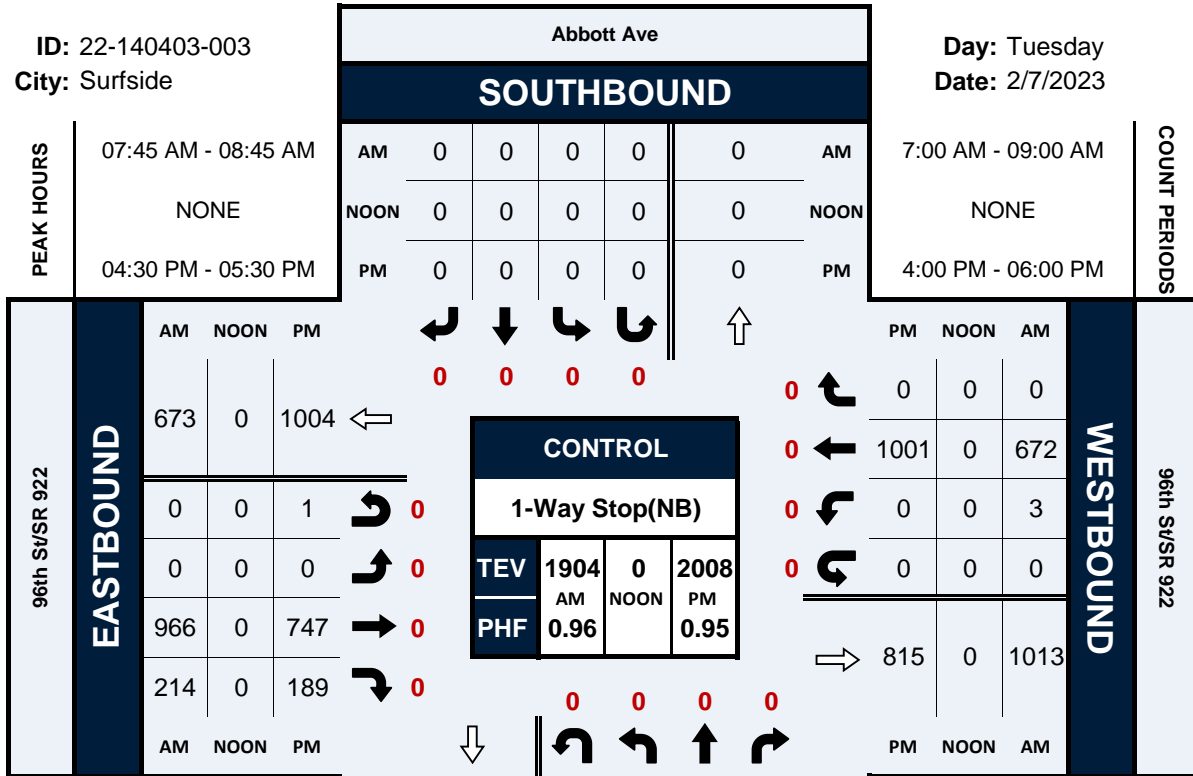 Abbott Ave
ID: 22-140403-003
Day: Tuesday
City: Surfside
Date: 2/7/2023
SOUTHBOUND
PEAK HOURS
07:45 AM - 08:45 AM
NONE
04:30 PM - 05:30 PM
AM 0 0 0 0 0 AM
NOON 0 0 0 0 0 NOON
PM 0 0 0 0 0 PM
7:00 AM - 09:00 AM
NONE
4:00 PM - 06:00 PM
COUNT PERIODS
0 0 0 0
96th St/SR 922
EASTBOUND
AM NOON PM
673 0 1004
0 0 1 0
0 0 0 0
966 0 747 0
214 0 189 0
AM NOON PM
CONTROL
1-Way Stop(NB)
TEV 1904 0 2008
AM NOON PM
PHF 0.96 0.95
PM NOON AM
0 0 0 0
0 1001 0 672
0 0 0 3
0 0 0 0
815 0 1013
PM NOON AM
WESTBOUND
96th St/SR 922
0 0 0 0